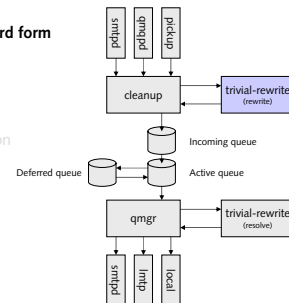 rd form
smtpd
qmqpd
pickup
cleanup
trivial-rewrite
(rewrite)
on
Incoming queue
Deferred queue
Active queue
qmgr
trivial-rewrite
(resolve)
smtpd
lmtp
local